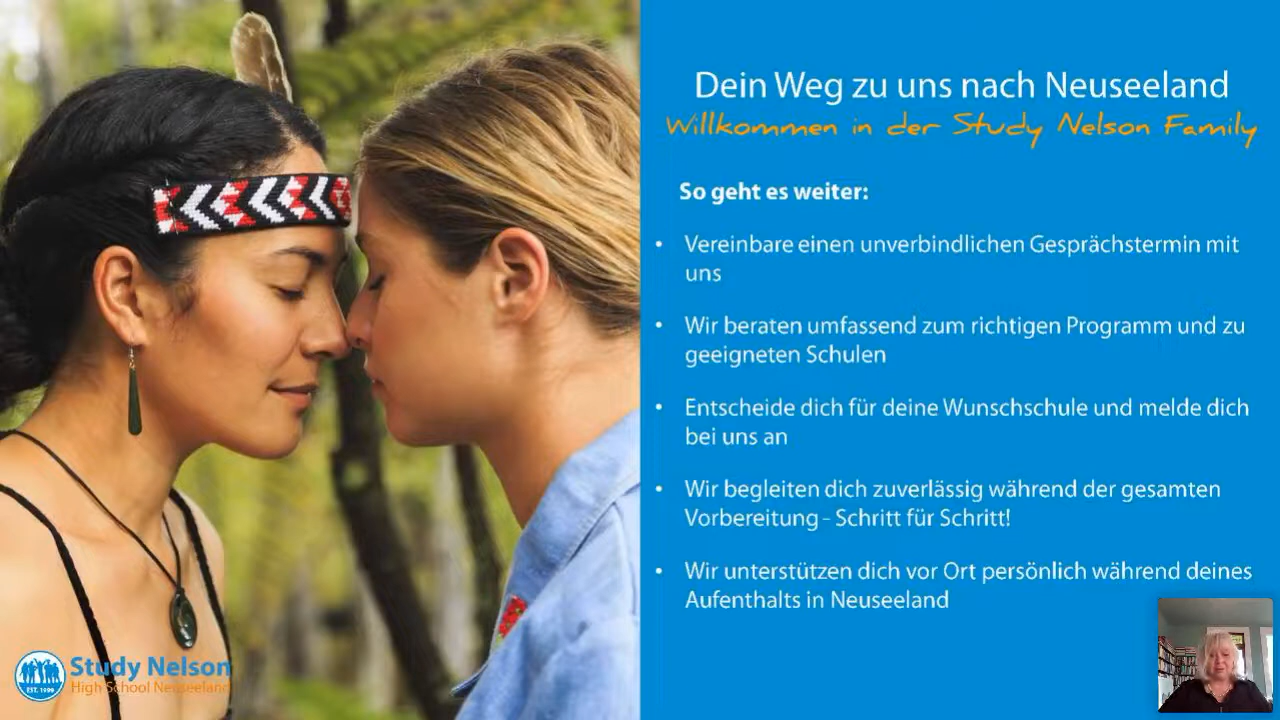 Dein Weg zu uns nach Neuseeland
Willkommen in der Study Nelson Family
So geht es weiter:
• Vereinbare einen unverbindlichen Gesprächstermin mit
uns
• Wir beraten umfassend zum richtigen Programm und zu
geeigneten Schulen
• Entscheide dich für deine Wunschschule und melde dich
bei uns an
• Wir begleiten dich zuverlässig während der gesamten
Vorbereitung - Schritt für Schritt!
• Wir unterstützen dich vor Ort persönlich während deines
Aufenthalts in Neuseeland
Study Nelson
High School Neuseeland
EST. 1999